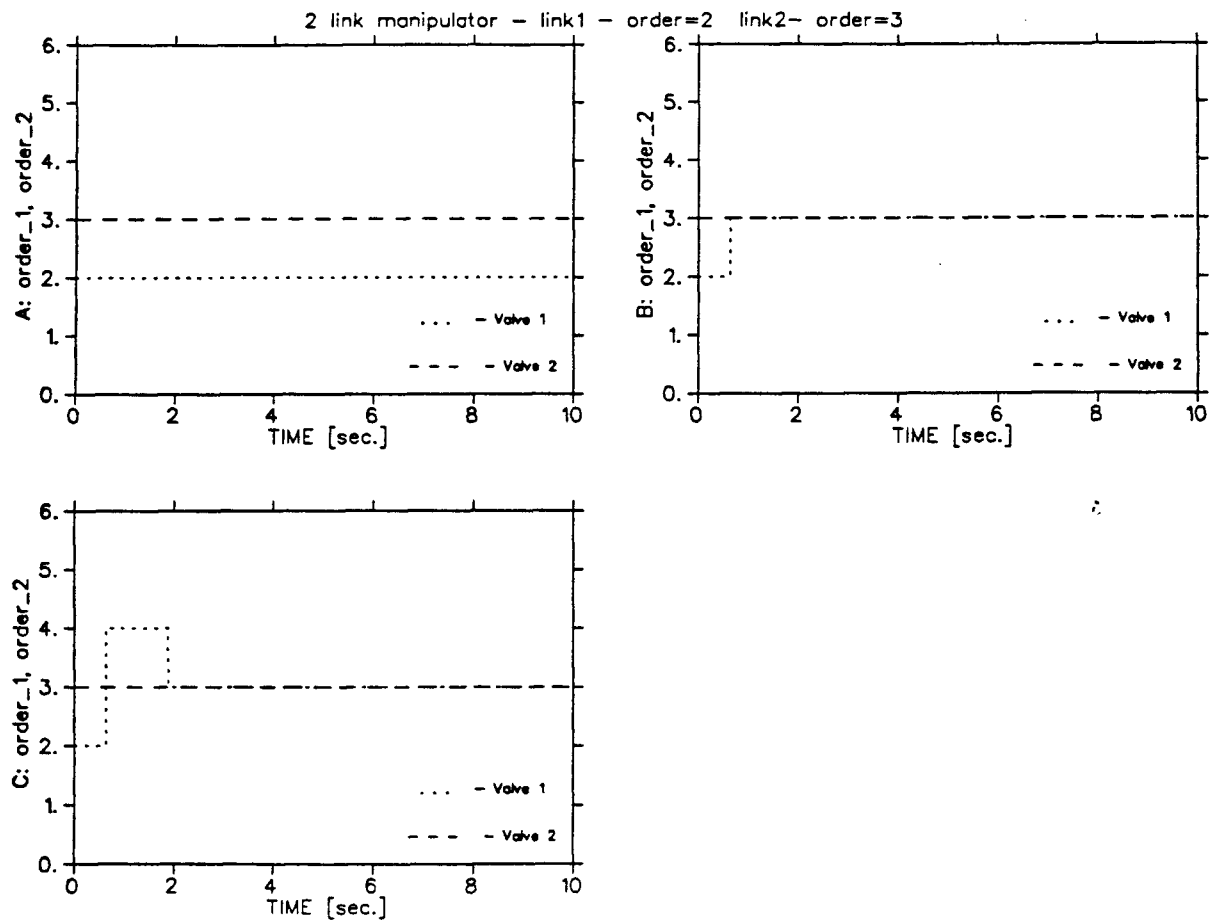 2 link manipulator - link1 - order=2 link2- order=3
A: order_1, order_2
6.
5.
4.
3.
2.
1.
0.
0 2 4 6 8 10
TIME [sec.]
... - Valve 1
--- - Valve 2
B: order_1, order_2
6.
5.
4.
3.
2.
1.
0.
0 2 4 6 8 10
TIME [sec.]
... - Valve 1
--- - Valve 2
C: order_1, order_2
6.
5.
4.
3.
2.
1.
0.
0 2 4 6 8 10
TIME [sec.]
... - Valve 1
--- - Valve 2